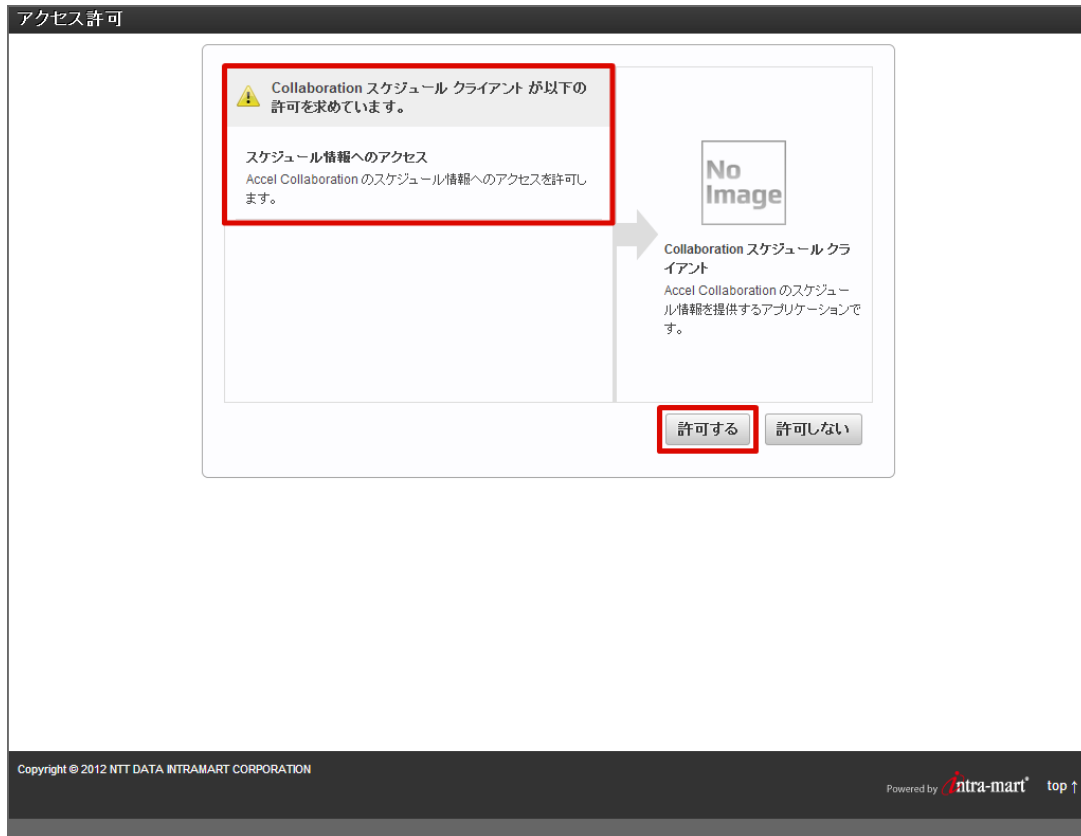 アクセス許可
Collaboration スケジュール クライアント が以下の
許可を求めています。
スケジュール情報へのアクセス
Accel Collaboration のスケジュール情報へのアクセスを許可し
ます。
No
Image
Collaboration スケジュール クラ
イアント
Accel Collaboration のスケジュー
ル情報を提供するアプリケーションで
す。
許可する
許可しない
Copyright © 2012 NTT DATA INTRAMART CORPORATION
Powered by intra-mart® top ↑